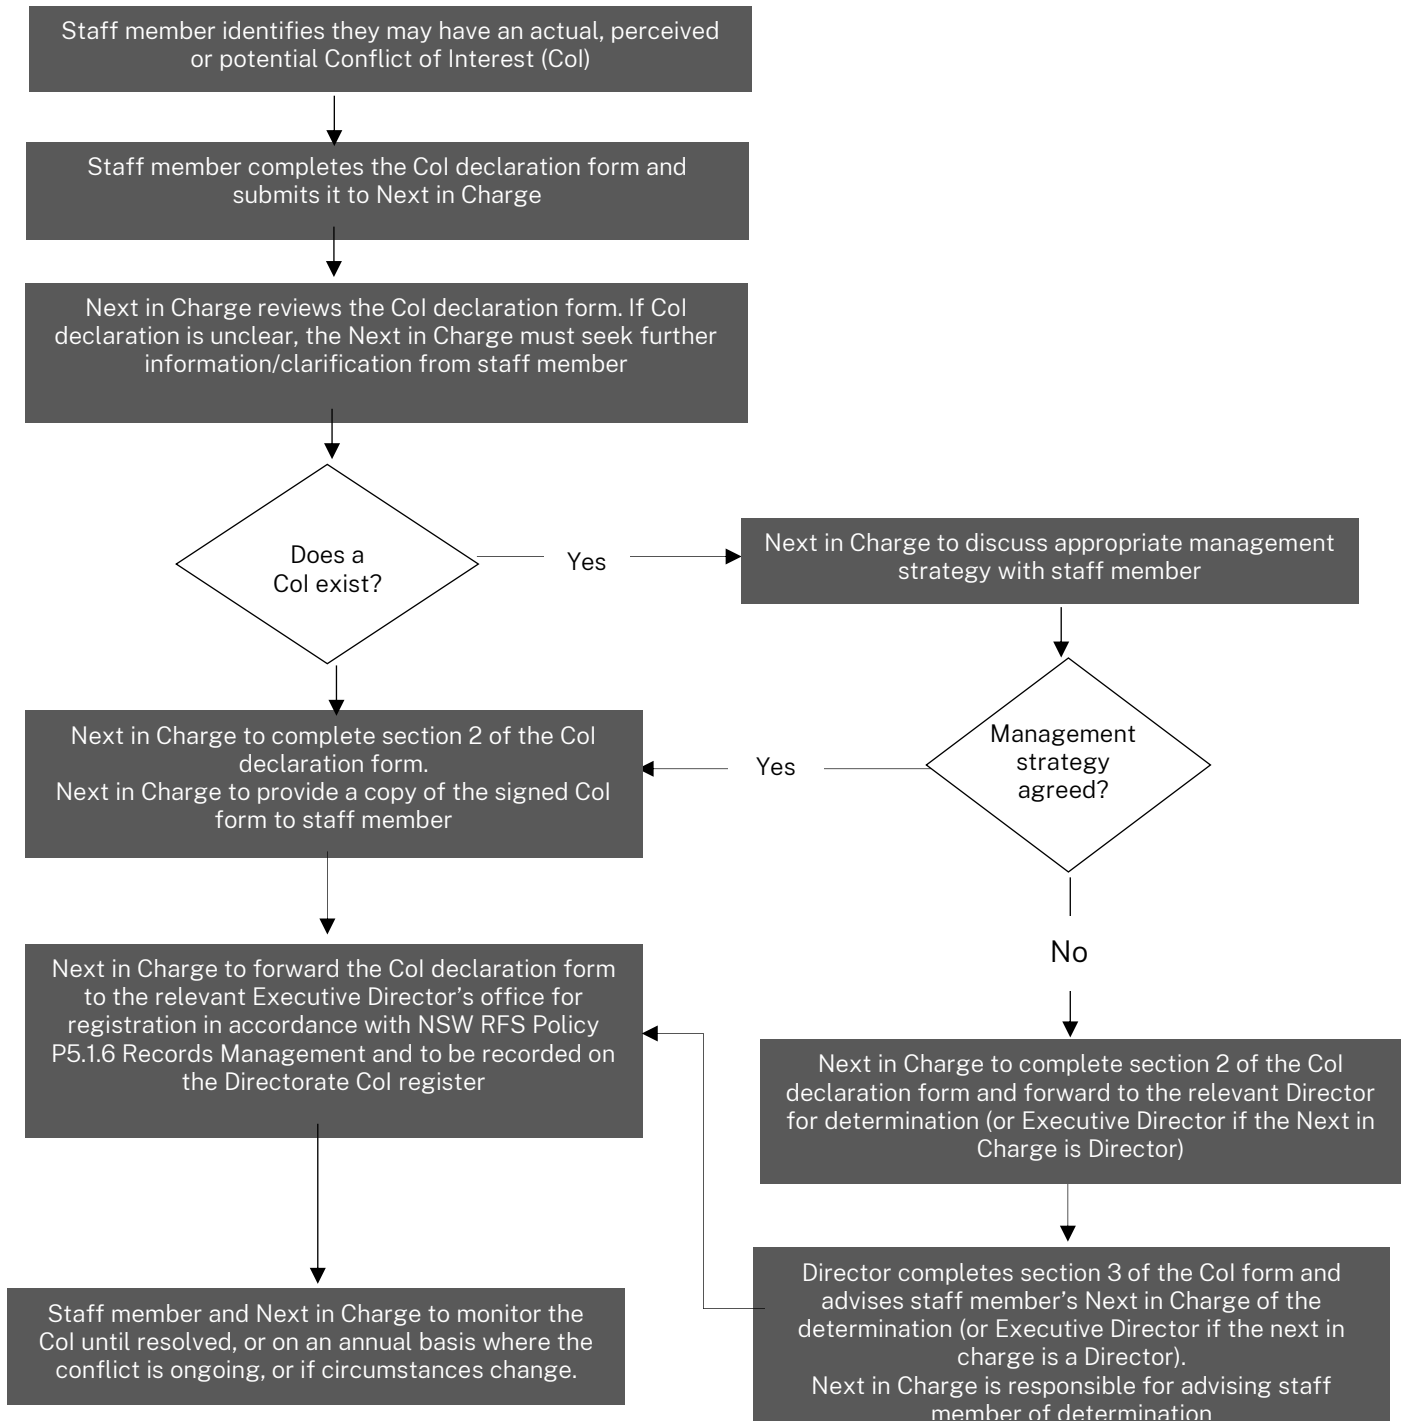 Staff member identifies they may have an actual, perceived
or potential Conflict of Interest (CoI)
Staff member completes the CoI declaration form and
submits it to Next in Charge
Next in Charge reviews the CoI declaration form. If CoI
declaration is unclear, the Next in Charge must seek further
information/clarification from staff member
Does a
CoI exist?
Yes
Next in Charge to discuss appropriate management
strategy with staff member
Management
strategy
agreed?
Yes
Next in Charge to complete section 2 of the CoI
declaration form.
Next in Charge to provide a copy of the signed CoI
form to staff member
No
Next in Charge to forward the CoI declaration form
to the relevant Executive Director’s office for
registration in accordance with NSW RFS Policy
P5.1.6 Records Management and to be recorded on
the Directorate CoI register
Next in Charge to complete section 2 of the CoI
declaration form and forward to the relevant Director
for determination (or Executive Director if the Next in
Charge is Director)
Director completes section 3 of the CoI form and
advises staff member’s Next in Charge of the
determination (or Executive Director if the next in
charge is a Director).
Next in Charge is responsible for advising staff
member of determination
Staff member and Next in Charge to monitor the
CoI until resolved, or on an annual basis where the
conflict is ongoing, or if circumstances change.